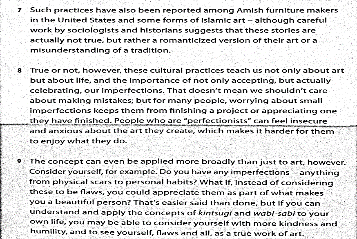 7 Such practices have also been reported among Amish furniture makers
in the United States and some forms of Islamic art – although careful
work by sociologists and historians suggests that these stories are
actually not true, but rather a romanticized version of their art or a
misunderstanding of a tradition.
8 True or not, however, these cultural practices teach us not only about art
but about life, and the importance of not only accepting, but actually
celebrating, our imperfections. That doesn't mean we shouldn't care
about making mistakes; but for many people, worrying about small
imperfections keeps them from finishing a project or appreciating one
they have finished. People who are "perfectionists" can feel insecure
and anxious about the art they create, which makes it harder for them
to enjoy what they do.
9 The concept can even be applied more broadly than just to art, however.
Consider yourself, for example. Do you have any imperfections – anything
from physical scars to personal habits? What if, instead of considering
these to be flaws, you could appreciate them as part of what makes
you a beautiful person? That's easier said than done, but if you can
understand and apply the concepts of kintsugi and wabi-sabi to your
own life, you may be able to consider yourself with more kindness and
humility, and to see yourself, flaws and all, as a true work of art.